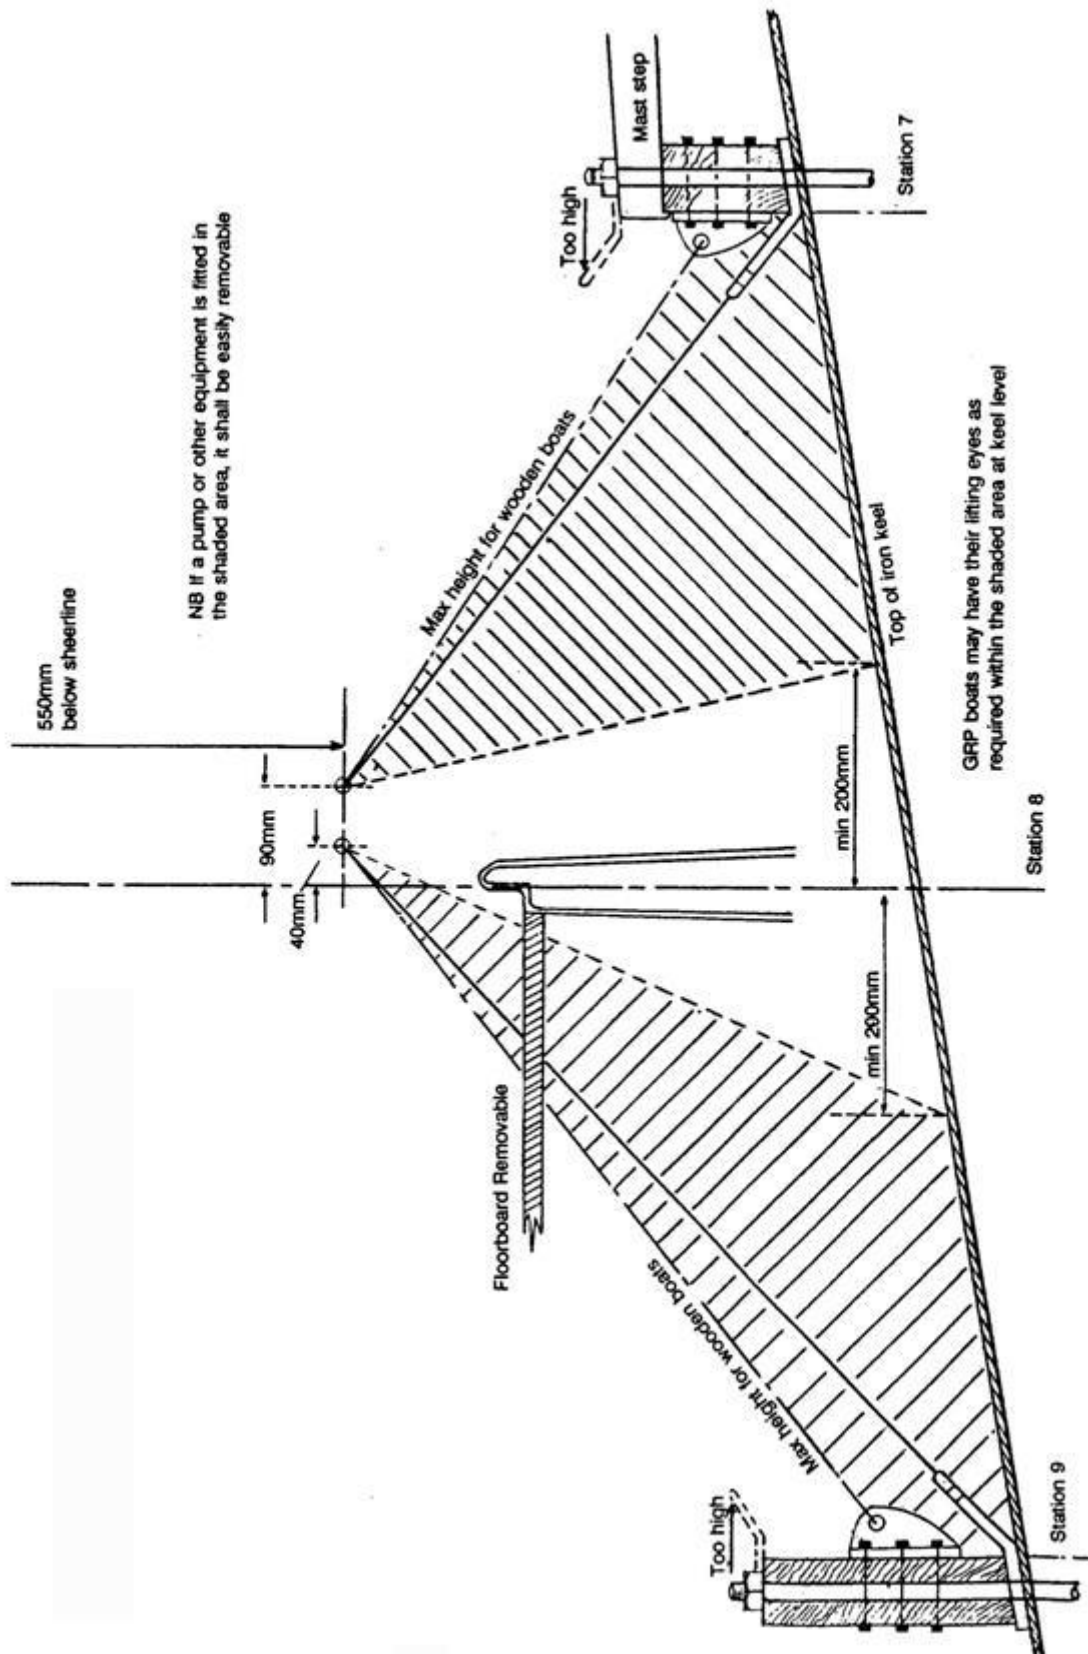 550mm
below sheerline
NB If a pump or other equipment is fitted in
the shaded area, it shall be easily removable
90mm
40mm
Too high
Mast step
Max height for wooden boats
Station 7
Floorboard Removable
min 200mm
min 200mm
Top of iron keel
Max height for wooden boats
GRP boats may have their lifting eyes as
required within the shaded area at keel level
Too high
Station 8
Station 9